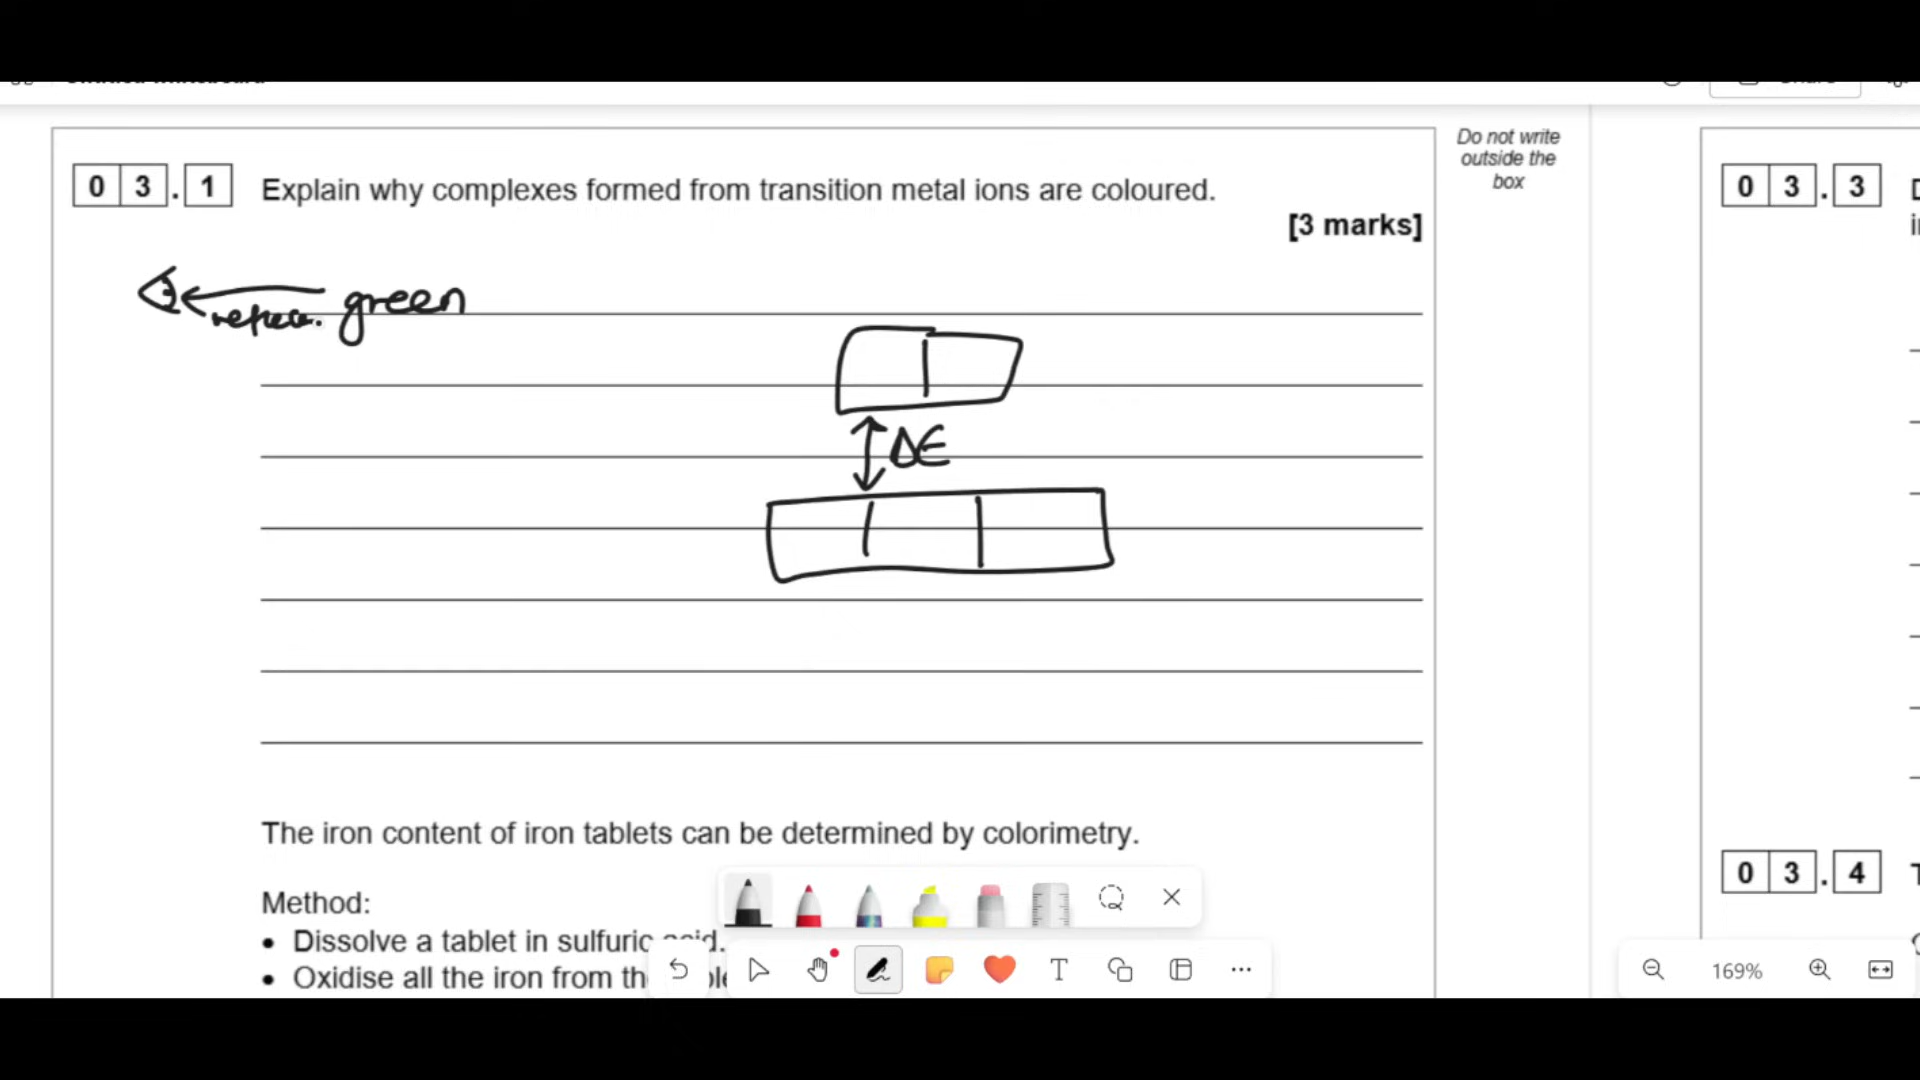 Do not write
outside the
box
0 3 . 1 Explain why complexes formed from transition metal ions are coloured.
[3 marks]
green
ΔE
The iron content of iron tablets can be determined by colorimetry.
Method:
• Dissolve a tablet in sulfuric acid.
• Oxidise all the iron from the
0 3 . 3
0 3 . 4
169%